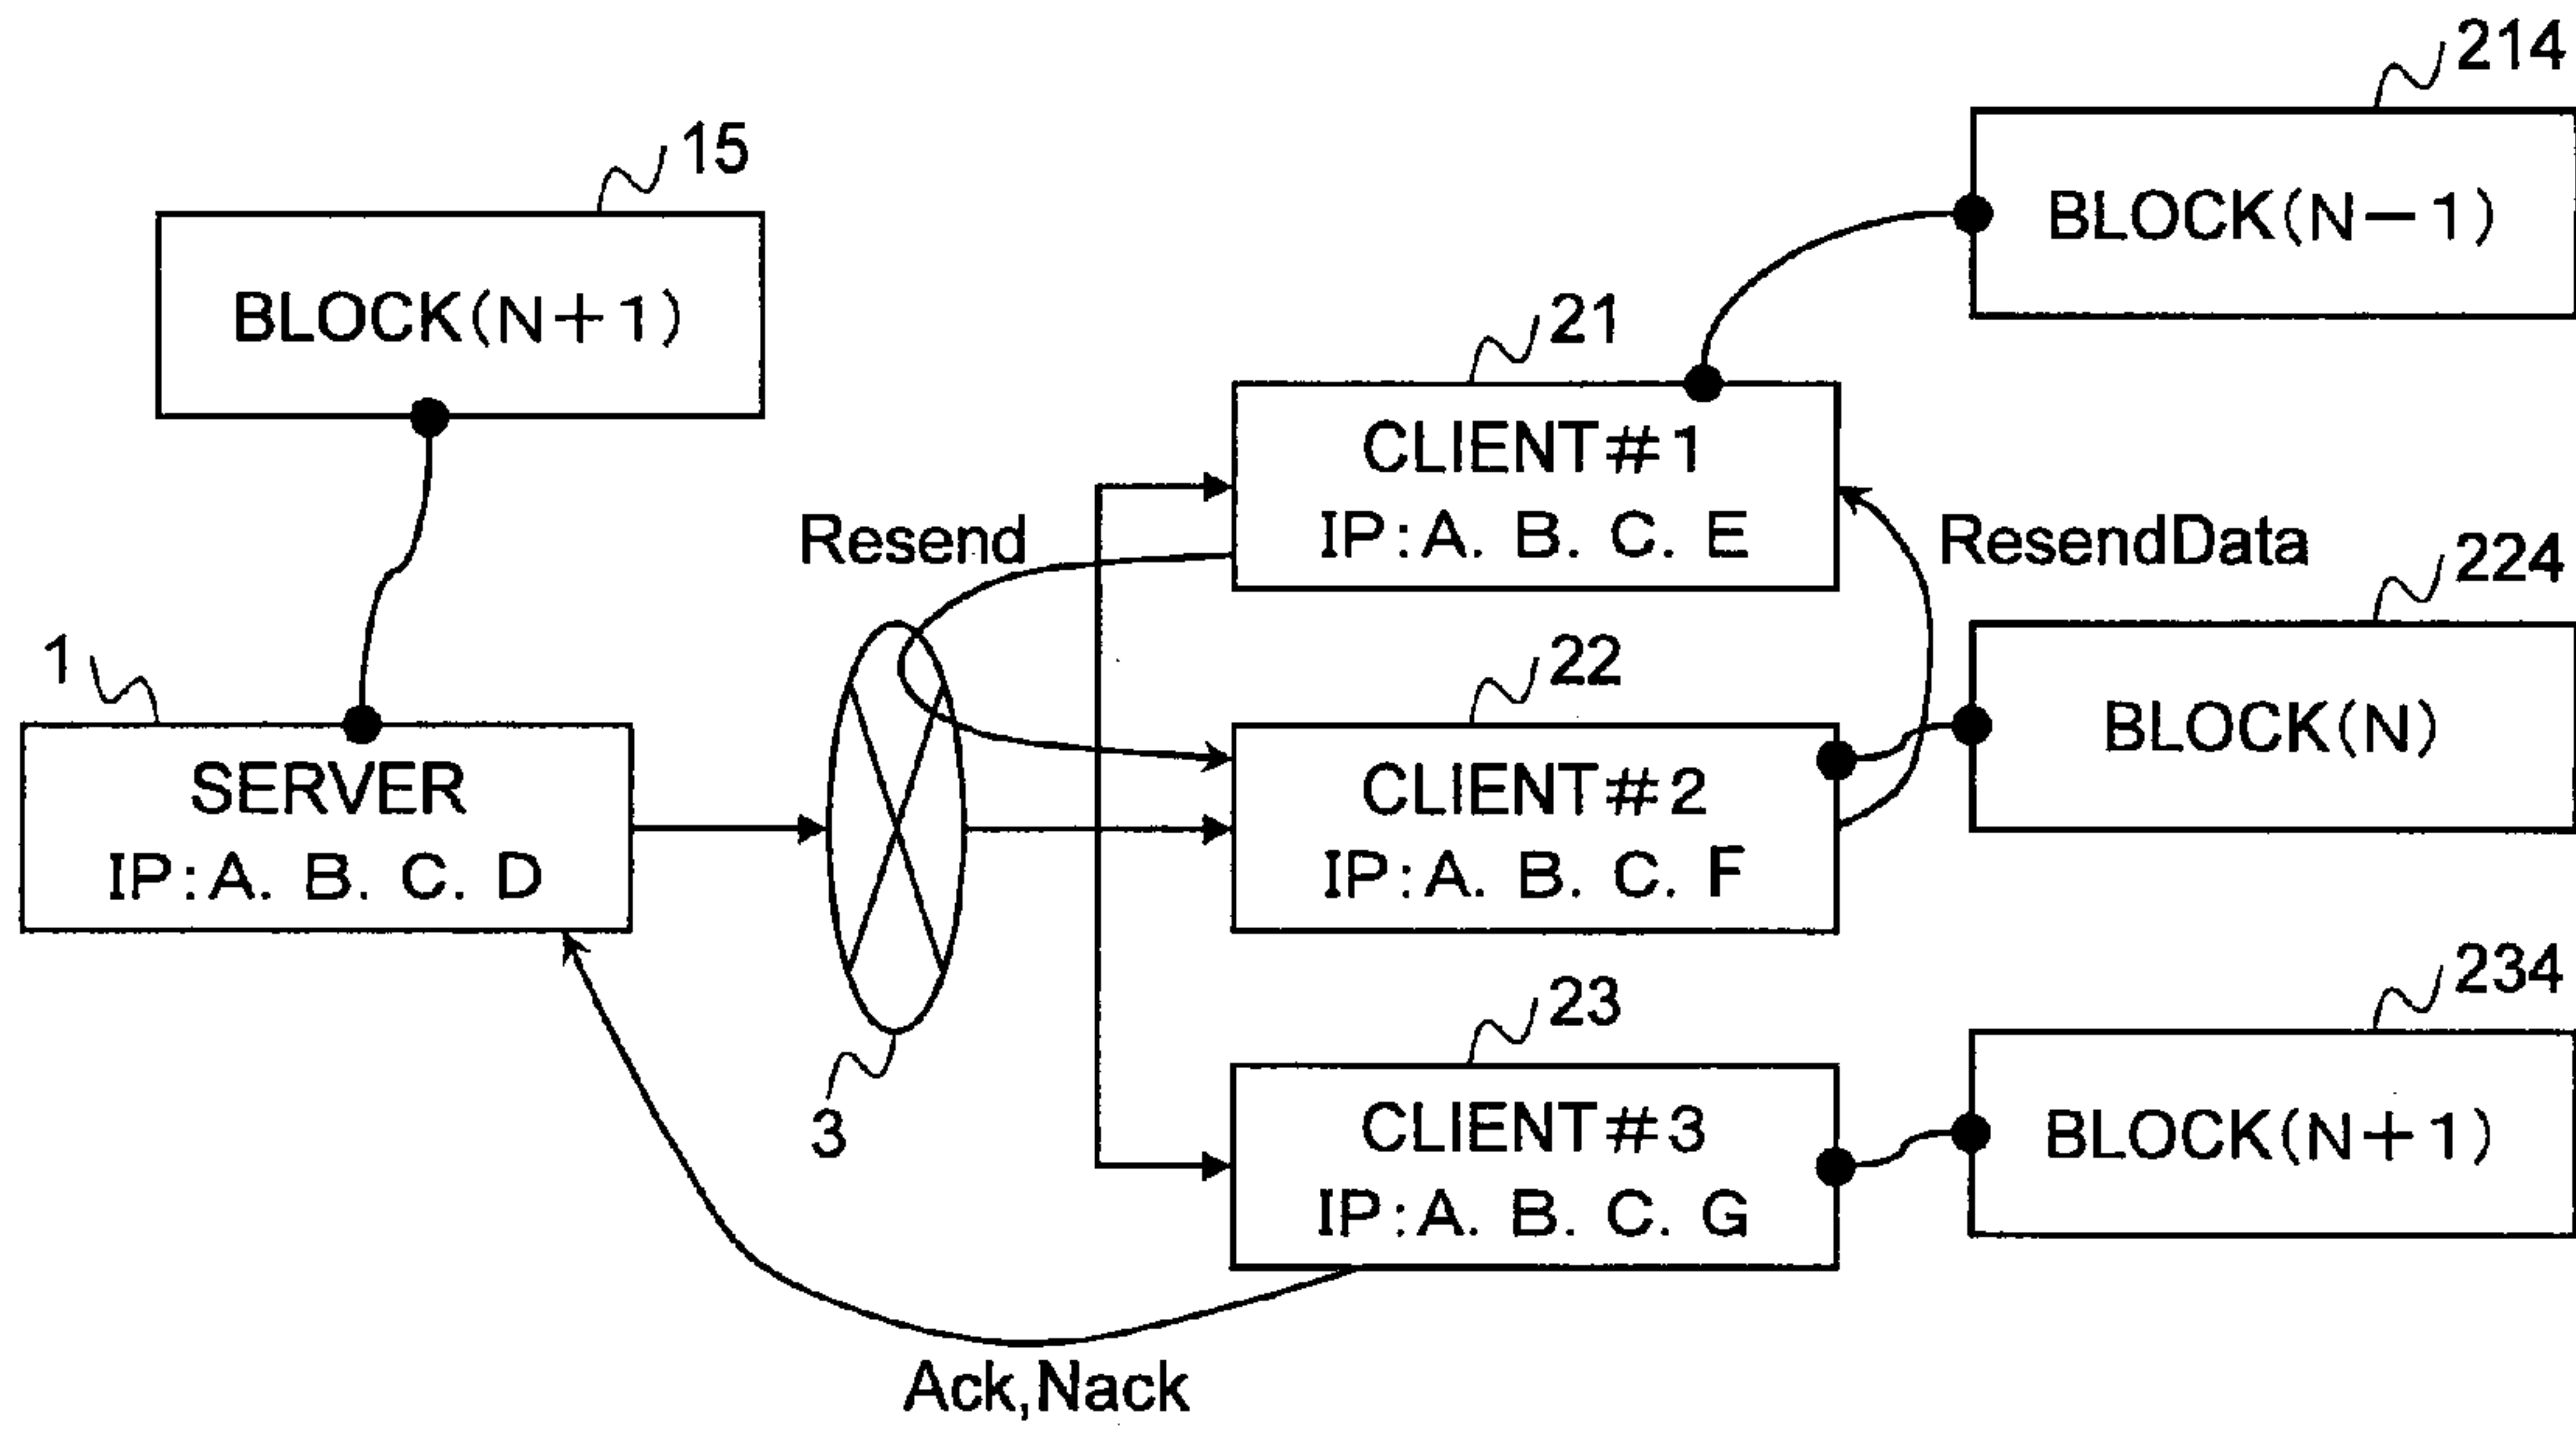 214
15
BLOCK(N-1)
BLOCK(N+1)
21
CLIENT#1
IP:A. B. C. E
Resend
ResendData
224
1
22
BLOCK(N)
SERVER
IP:A. B. C. D
CLIENT#2
IP:A. B. C. F
234
23
3
CLIENT#3
IP:A. B. C. G
BLOCK(N+1)
Ack,Nack